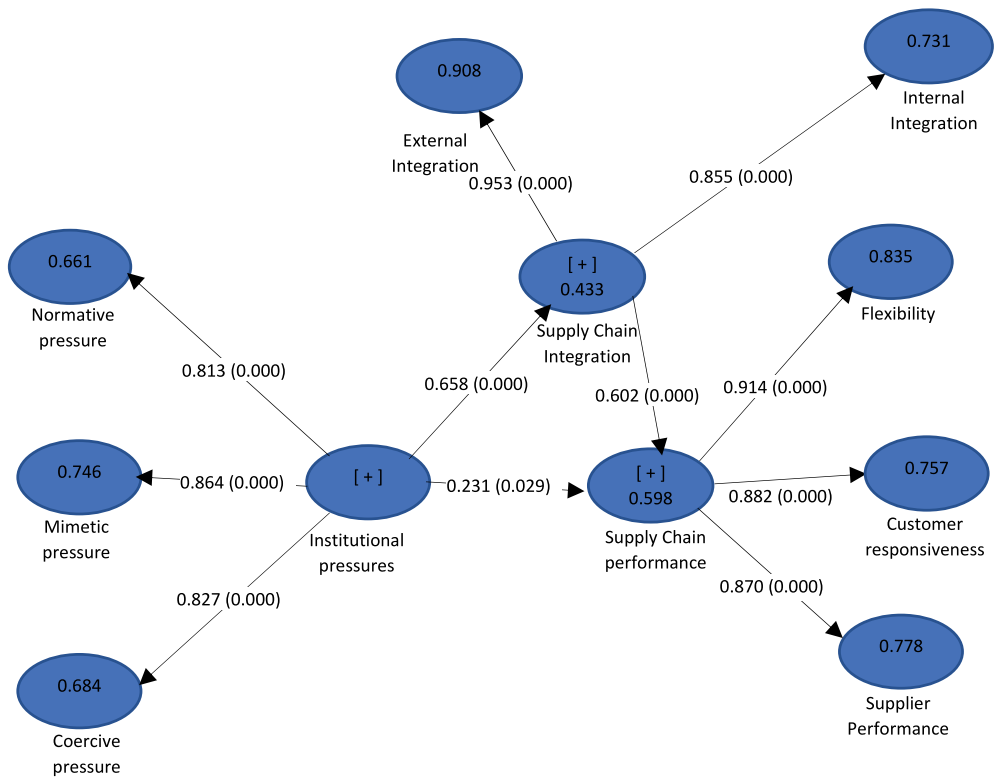 0.731
Internal
Integration
0.908
External
Integration
0.953 (0.000)
0.855 (0.000)
0.661
Normative
pressure
[ + ]
0.433
Supply Chain
Integration
0.835
Flexibility
0.813 (0.000)
0.658 (0.000)
0.602 (0.000)
0.914 (0.000)
0.746
Mimetic
pressure
0.864 (0.000)
[ + ]
Institutional
pressures
0.231 (0.029)
[ + ]
0.598
Supply Chain
performance
0.882 (0.000)
0.757
Customer
responsiveness
0.827 (0.000)
0.870 (0.000)
0.684
Coercive
pressure
0.778
Supplier
Performance